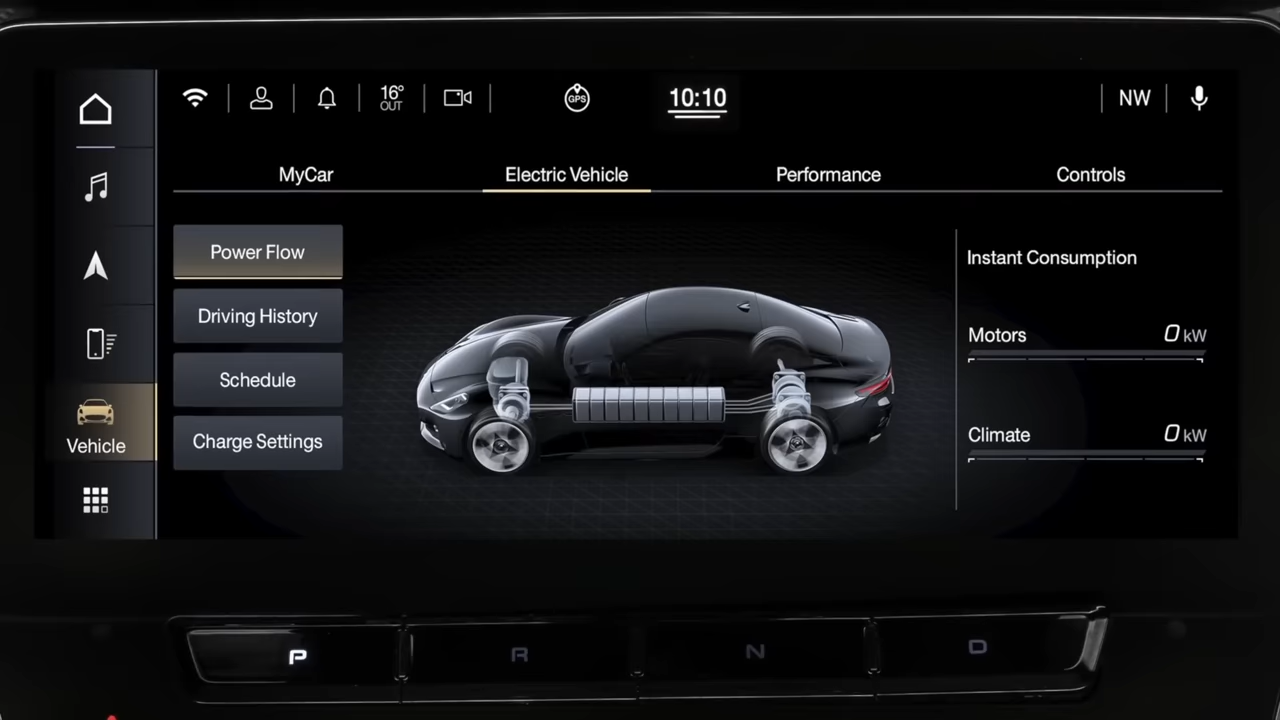 16°
OUT
GPS
10:10
NW
MyCar
Electric Vehicle
Performance
Controls
Power Flow
Driving History
Schedule
Charge Settings
Vehicle
Instant Consumption
Motors 0 kW
Climate 0 kW
P R N D